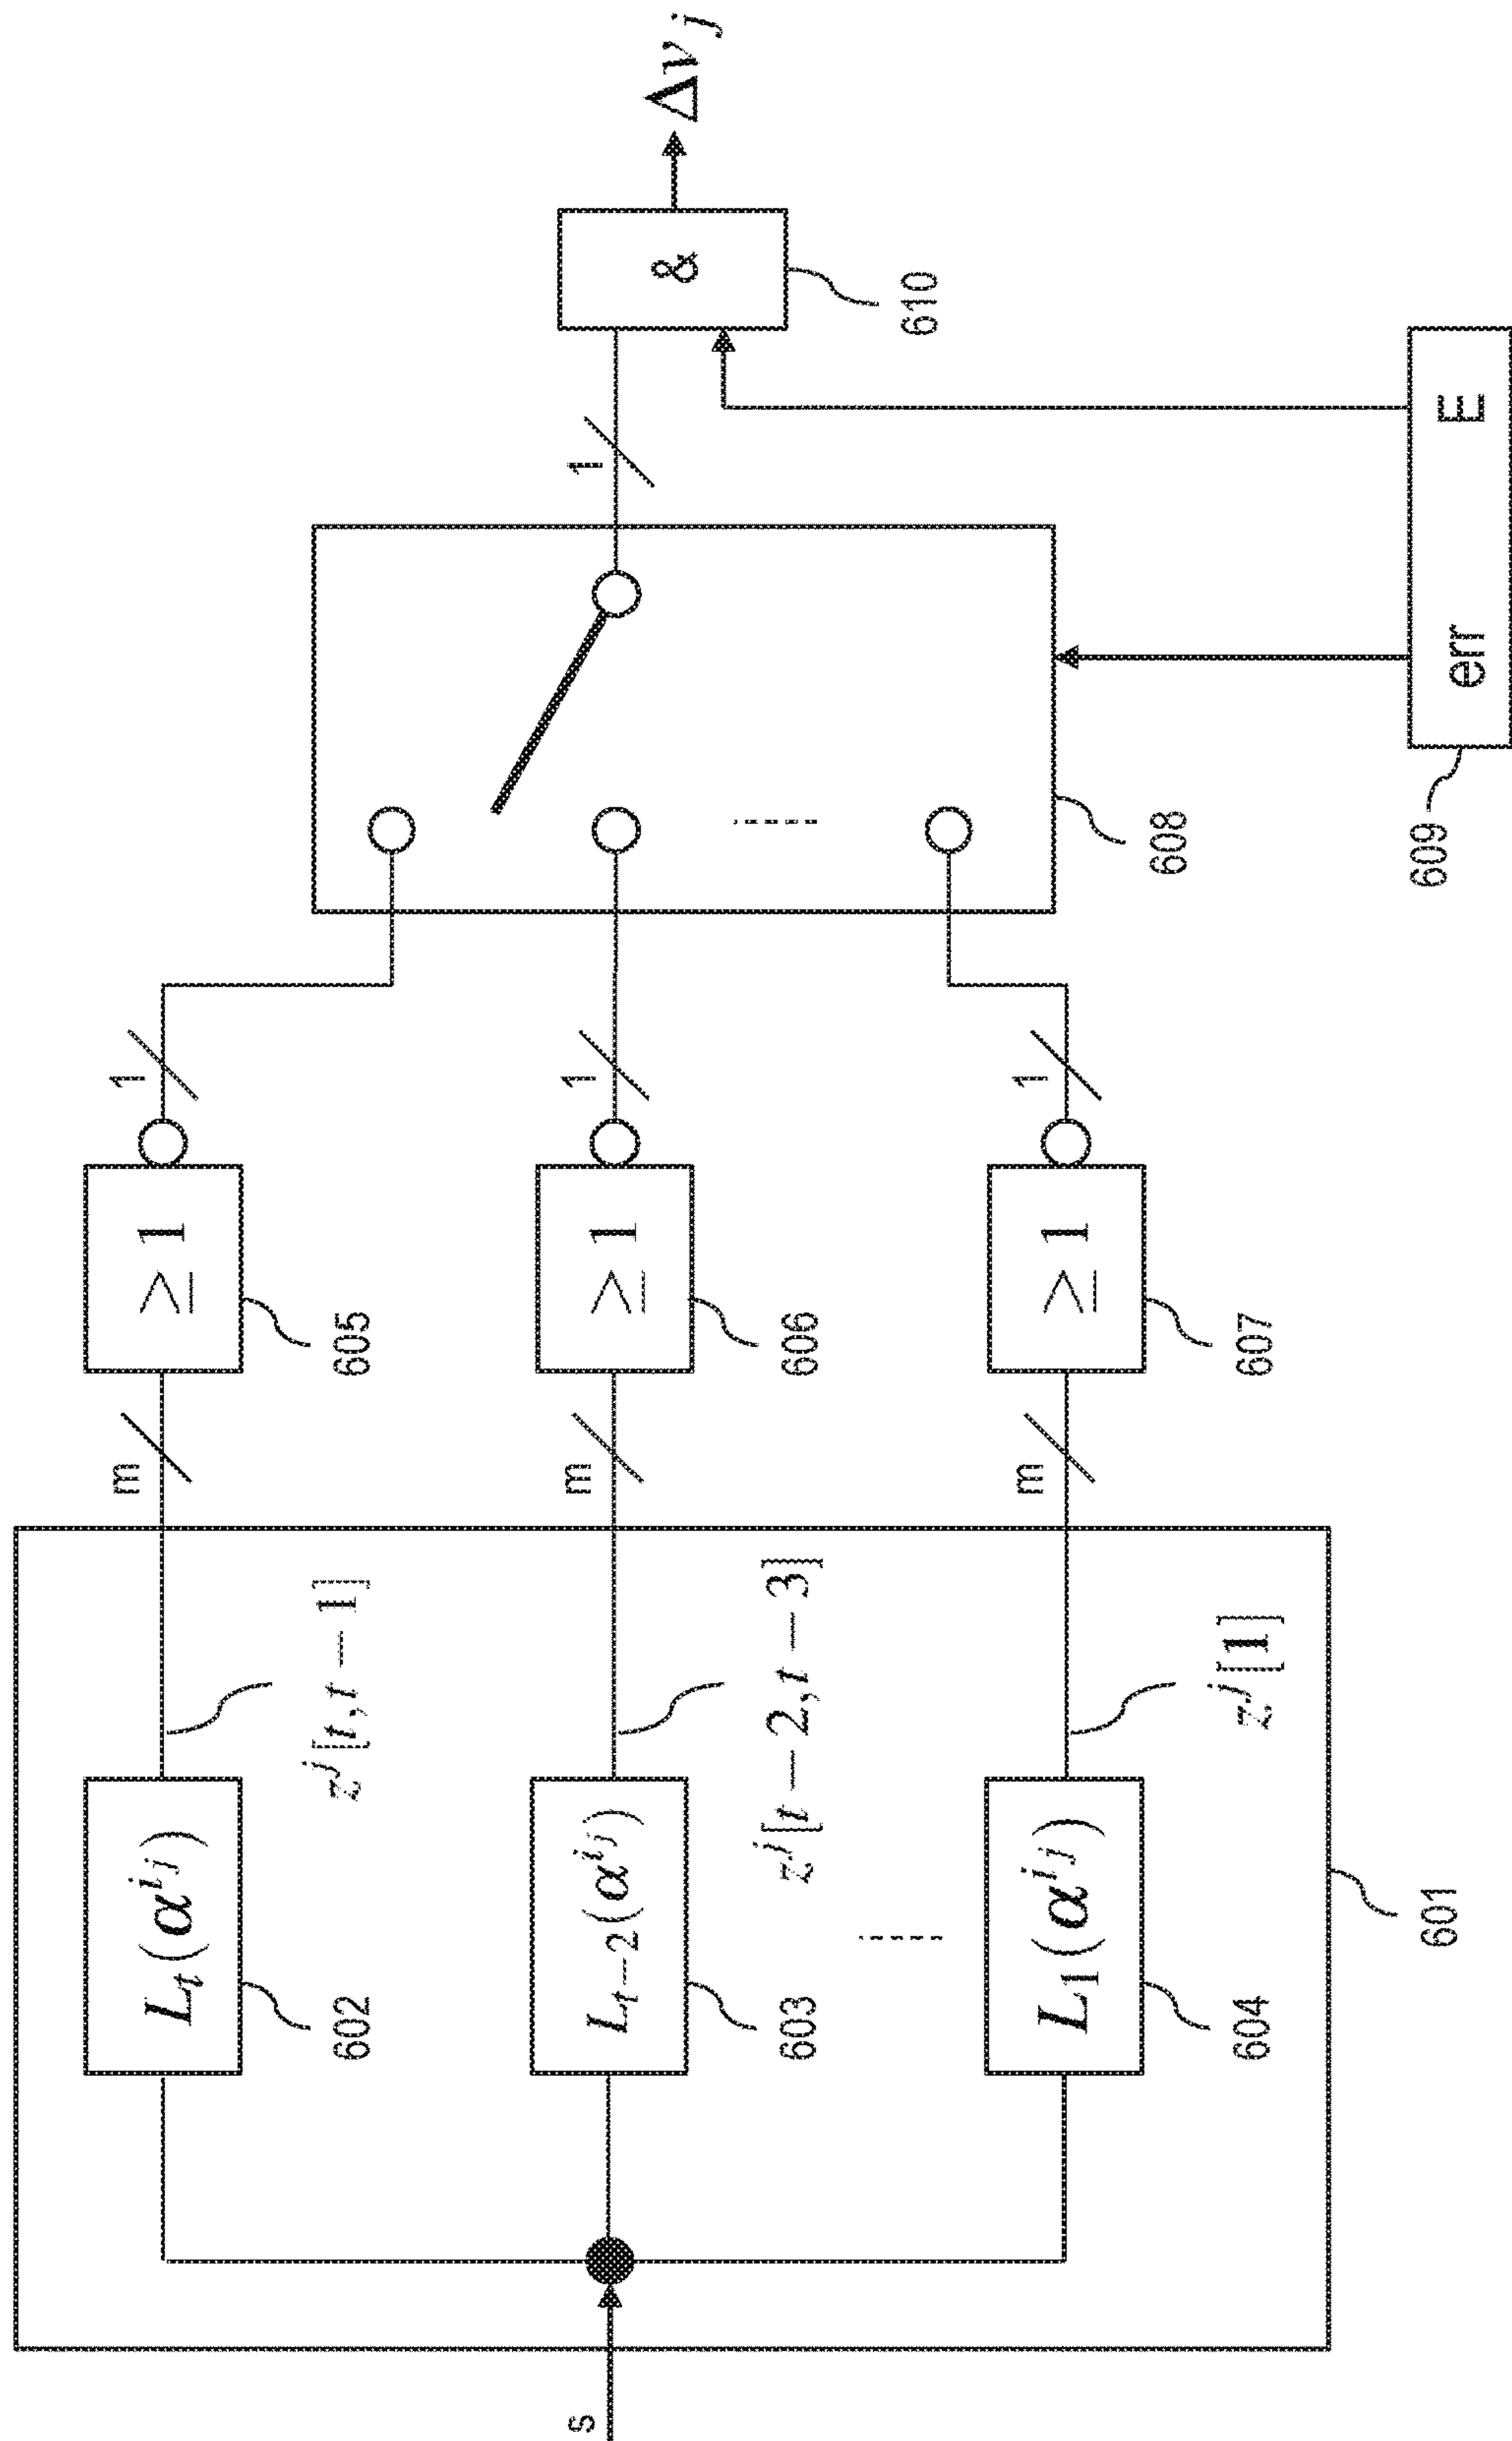 s
L_t(α^{i_j})
602
z^j[t, t − 1]
m
≥ 1
605
1
L_{t−2}(α^{i_j})
603
z^j[t − 2, t − 3]
m
≥ 1
606
1
L_1(α^{i_j})
604
z^j[1]
m
≥ 1
607
1
601
608
1
&
610
Δv_j
err E
609